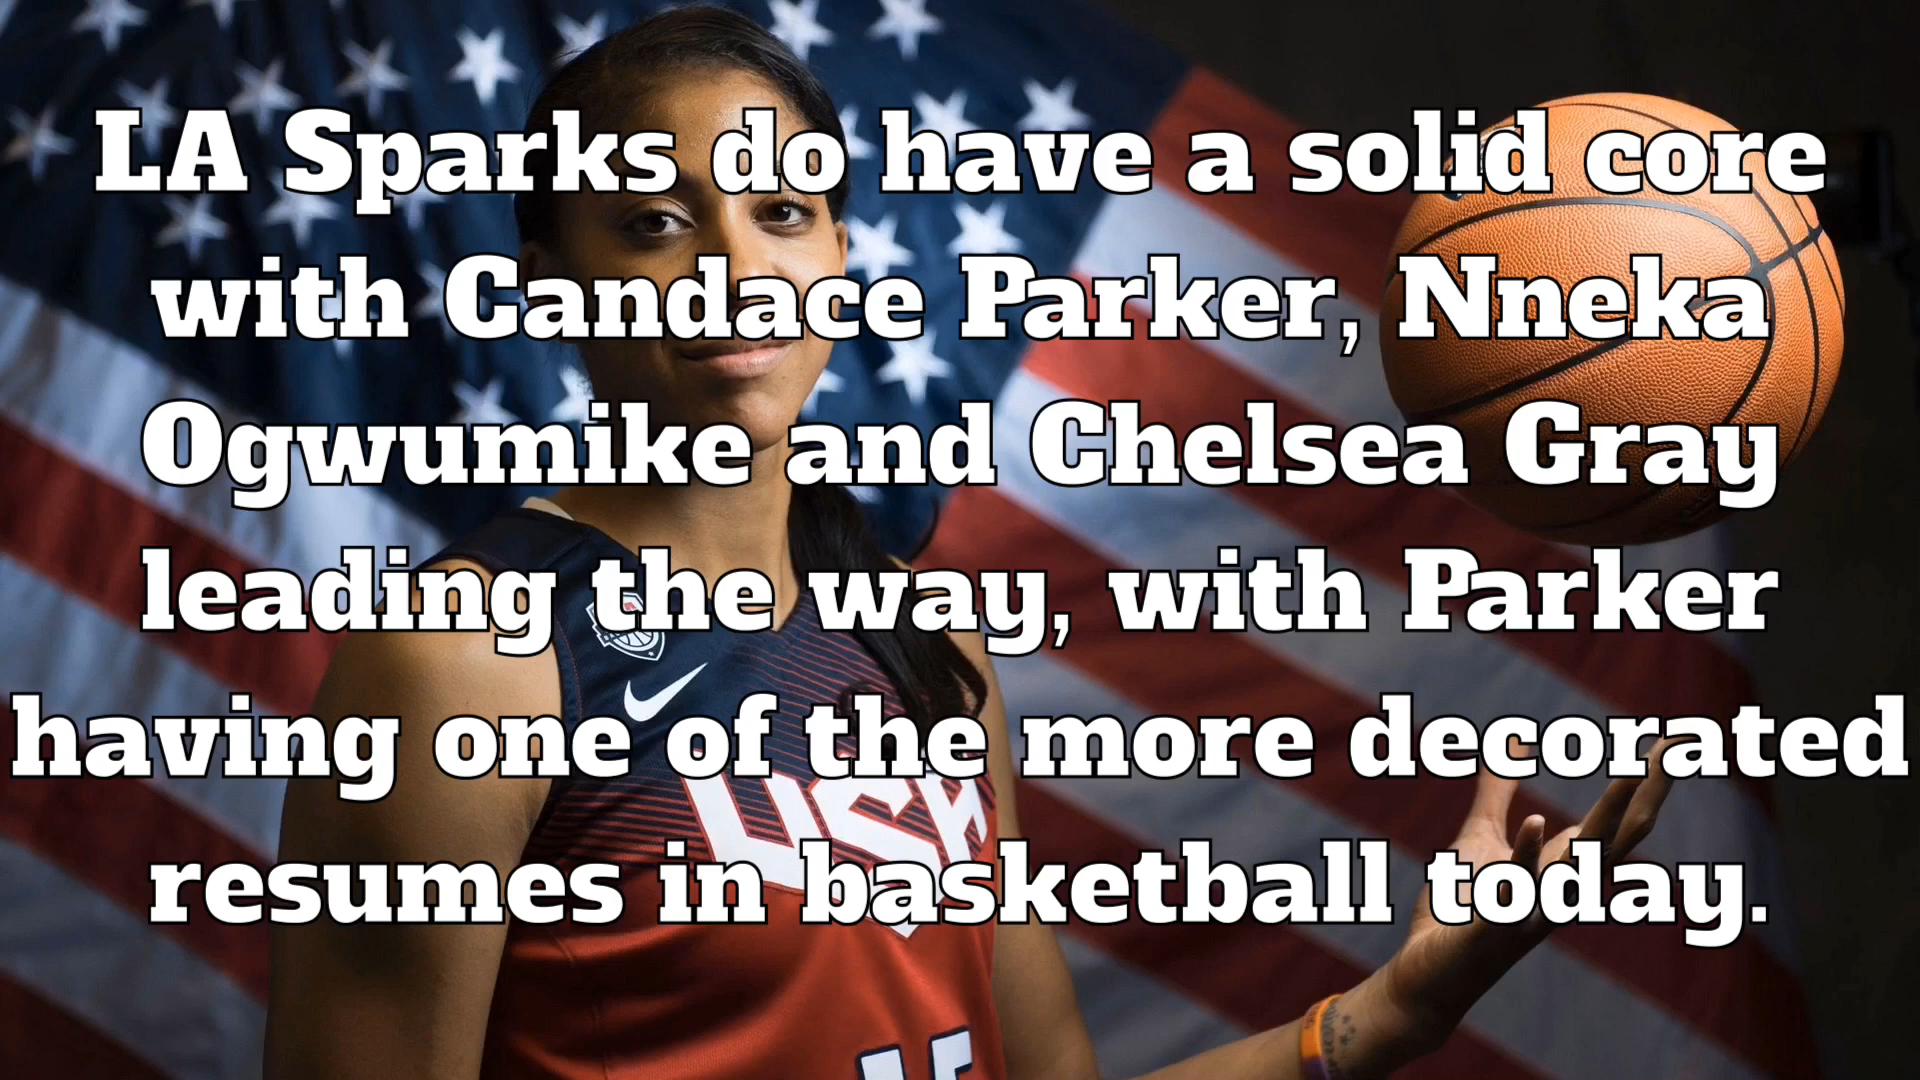 LA Sparks do have a solid core
with Candace Parker, Nneka
Ogwumike and Chelsea Gray
leading the way, with Parker
having one of the more decorated
resumes in basketball today.
USA